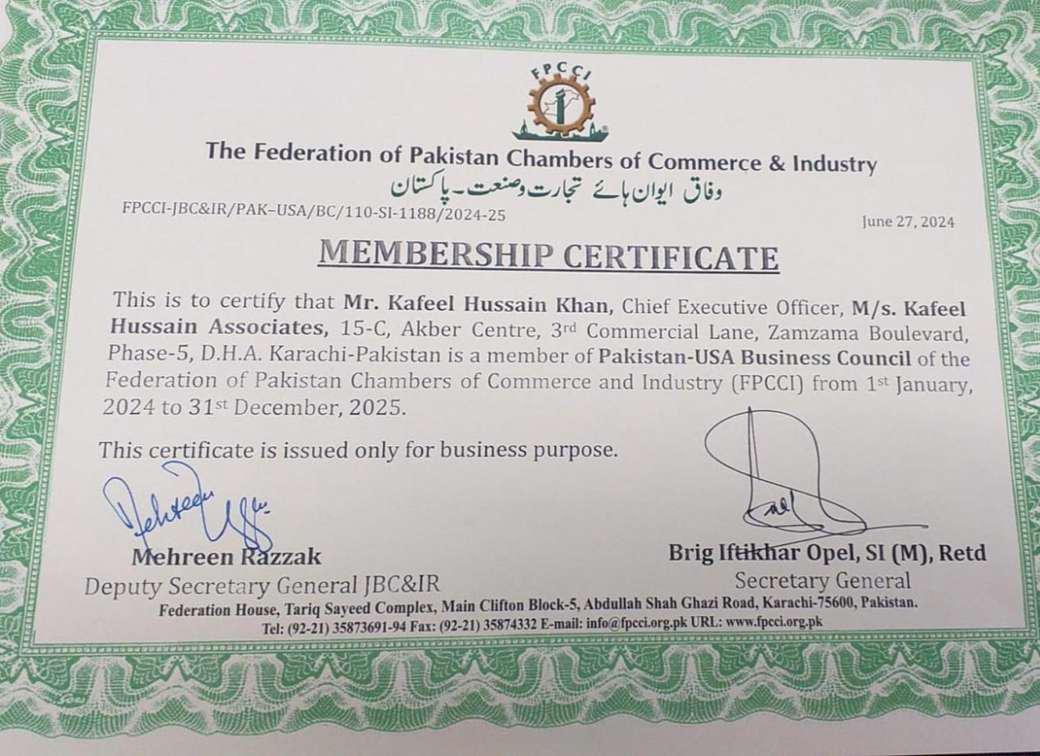 FPCCI
The Federation of Pakistan Chambers of Commerce & Industry
وفاق ایوان ہائے تجارت و صنعت ۔ پاکستان
FPCCI-JBC&IR/PAK–USA/BC/110-SI-1188/2024-25
June 27, 2024
MEMBERSHIP CERTIFICATE
This is to certify that Mr. Kafeel Hussain Khan, Chief Executive Officer, M/s. Kafeel
Hussain Associates, 15-C, Akber Centre, 3rd Commercial Lane, Zamzama Boulevard,
Phase-5, D.H.A. Karachi-Pakistan is a member of Pakistan-USA Business Council of the
Federation of Pakistan Chambers of Commerce and Industry (FPCCI) from 1st January,
2024 to 31st December, 2025.
This certificate is issued only for business purpose.
Mehreen Razzak
Deputy Secretary General JBC&IR
Brig Iftikhar Opel, SI (M), Retd
Secretary General
Federation House, Tariq Sayeed Complex, Main Clifton Block-5, Abdullah Shah Ghazi Road, Karachi-75600, Pakistan.
Tel: (92-21) 35873691-94 Fax: (92-21) 35874332 E-mail: info@fpcci.org.pk URL: www.fpcci.org.pk